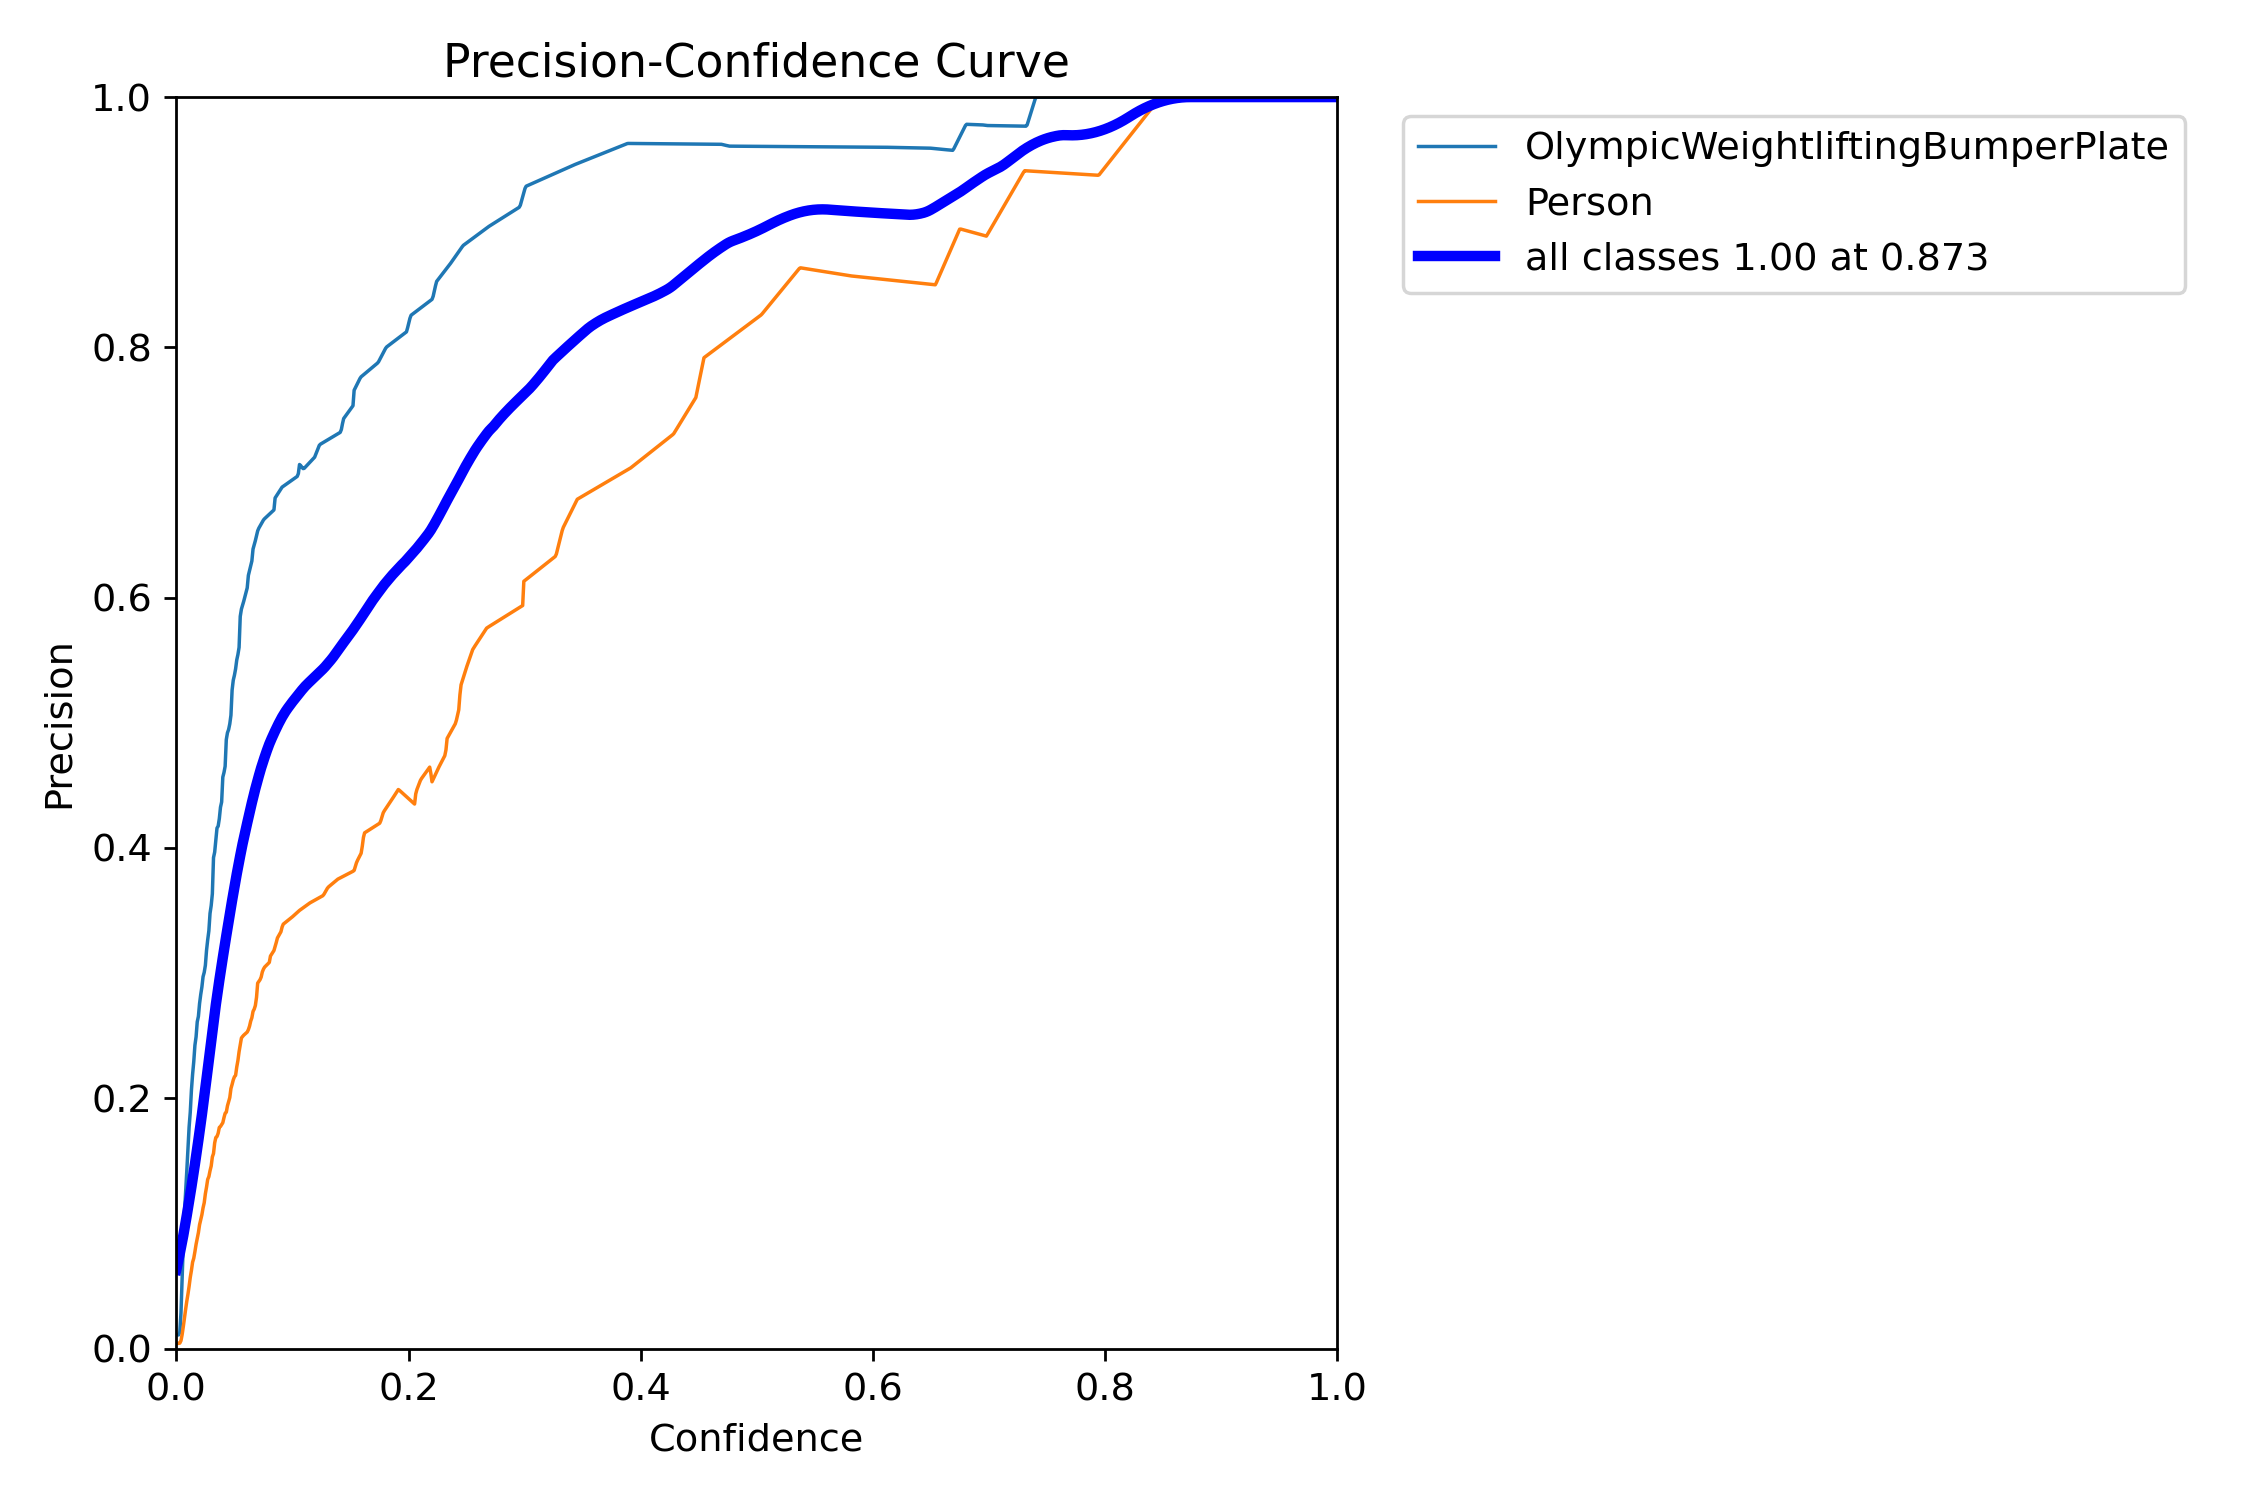 Precision-Confidence Curve
OlympicWeightliftingBumperPlate
Person
all classes 1.00 at 0.873
1.0
0.8
0.6
0.4
0.2
0.0
Precision
0.0 0.2 0.4 0.6 0.8 1.0
Confidence